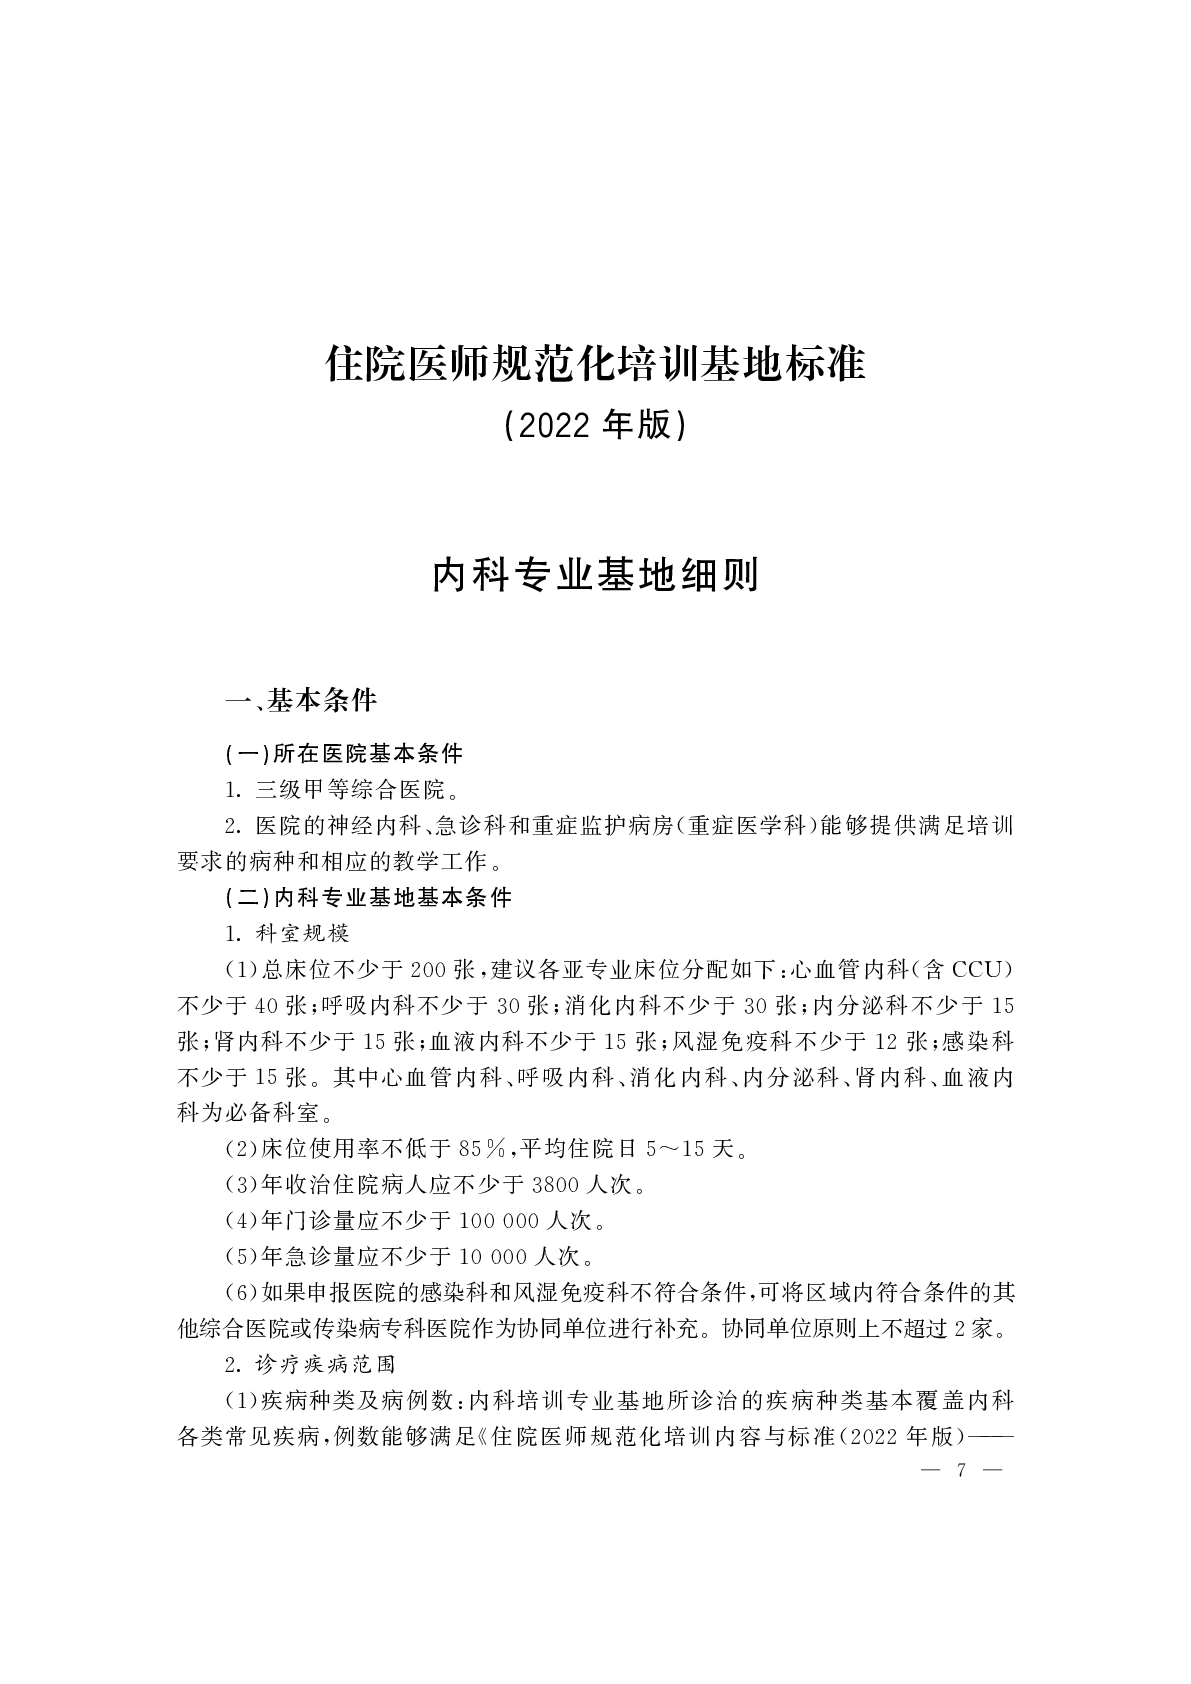 住院医师规范化培训基地标准
(2022 年版)
内科专业基地细则
一、基本条件
(一)所在医院基本条件
1. 三级甲等综合医院。
2. 医院的神经内科、急诊科和重症监护病房(重症医学科)能够提供满足培训
要求的病种和相应的教学工作。
(二)内科专业基地基本条件
1. 科室规模
(1)总床位不少于 200 张,建议各亚专业床位分配如下:心血管内科(含 CCU)
不少于 40 张;呼吸内科不少于 30 张;消化内科不少于 30 张;内分泌科不少于 15
张;肾内科不少于 15 张;血液内科不少于 15 张;风湿免疫科不少于 12 张;感染科
不少于 15 张。其中心血管内科、呼吸内科、消化内科、内分泌科、肾内科、血液内
科为必备科室。
(2)床位使用率不低于 85%,平均住院日 5～15 天。
(3)年收治住院病人应不少于 3800 人次。
(4)年门诊量应不少于 100 000 人次。
(5)年急诊量应不少于 10 000 人次。
(6)如果申报医院的感染科和风湿免疫科不符合条件,可将区域内符合条件的其
他综合医院或传染病专科医院作为协同单位进行补充。协同单位原则上不超过 2 家。
2. 诊疗疾病范围
(1)疾病种类及病例数:内科培训专业基地所诊治的疾病种类基本覆盖内科
各类常见疾病,例数能够满足《住院医师规范化培训内容与标准(2022 年版)——
— 7 —